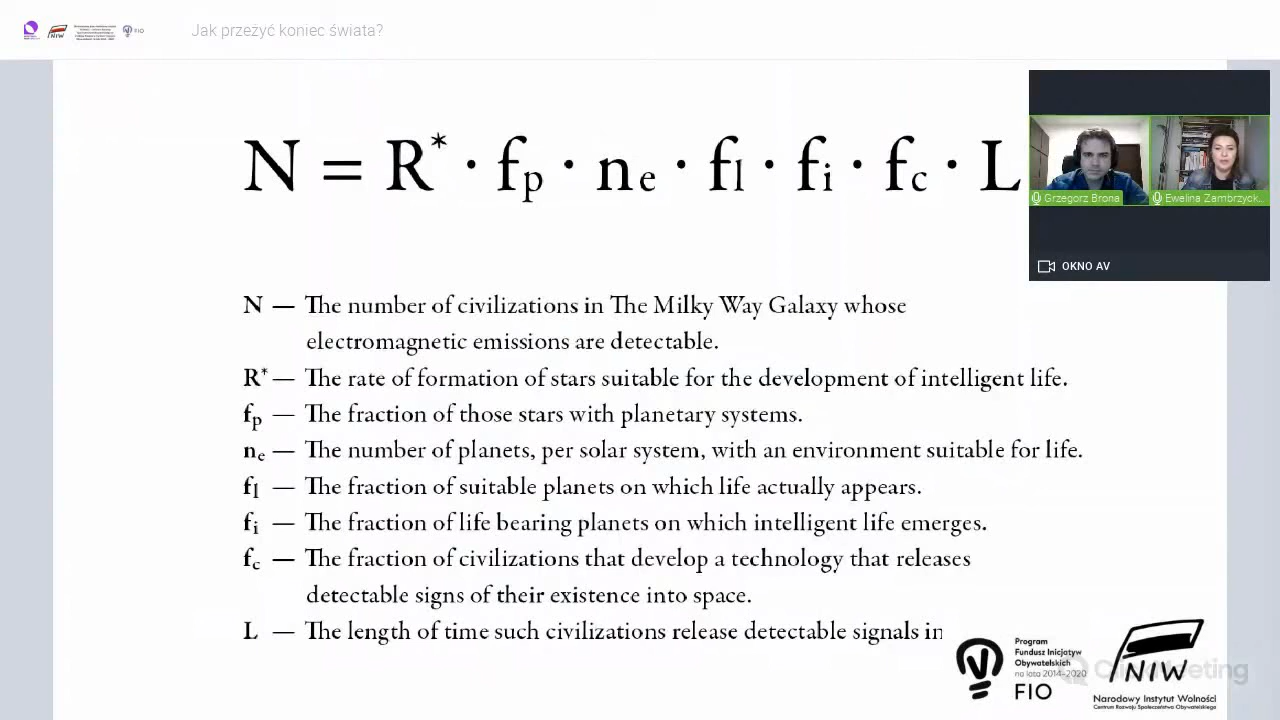 FIO
Jak przeżyć koniec świata?
N = R* · fp · ne · fl · fi · fc · L
Grzegorz Brona
Ewelina Zambrzyck...
OKNO AV
N — The number of civilizations in The Milky Way Galaxy whose
electromagnetic emissions are detectable.
R* — The rate of formation of stars suitable for the development of intelligent life.
fp — The fraction of those stars with planetary systems.
ne — The number of planets, per solar system, with an environment suitable for life.
fl — The fraction of suitable planets on which life actually appears.
fi — The fraction of life bearing planets on which intelligent life emerges.
fc — The fraction of civilizations that develop a technology that releases
detectable signs of their existence into space.
L — The length of time such civilizations release detectable signals in
Program
Fundusz Inicjatyw
Obywatelskich
na lata 2014-2020
FIO
ClickMeeting
NIW
Narodowy Instytut Wolności
Centrum Rozwoju Społeczeństwa Obywatelskiego